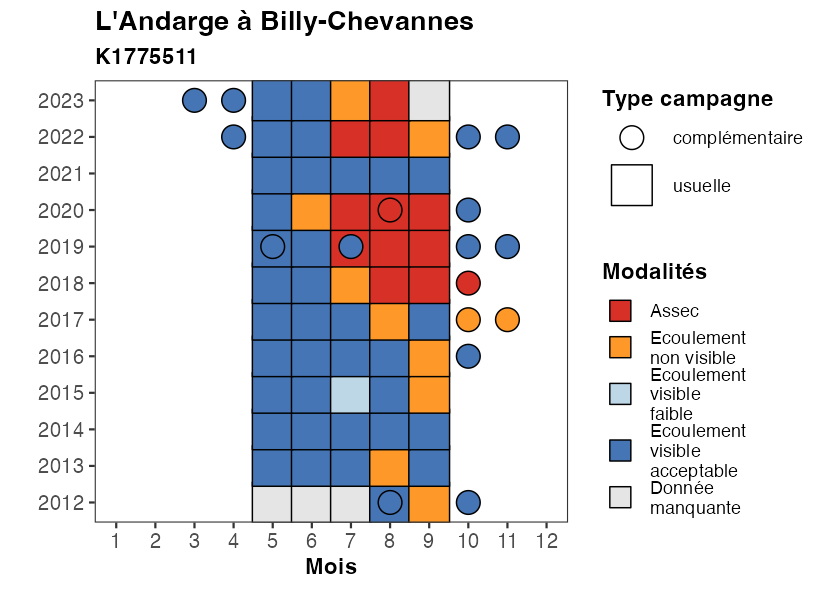 L'Andarge à Billy-Chevannes
K1775511
2023
2022
2021
2020
2019
2018
2017
2016
2015
2014
2013
2012
1 2 3 4 5 6 7 8 9 10 11 12
Mois
Type campagne
complémentaire
usuelle
Modalités
Assec
Ecoulement
non visible
Ecoulement
visible
faible
Ecoulement
visible
acceptable
Donnée
manquante